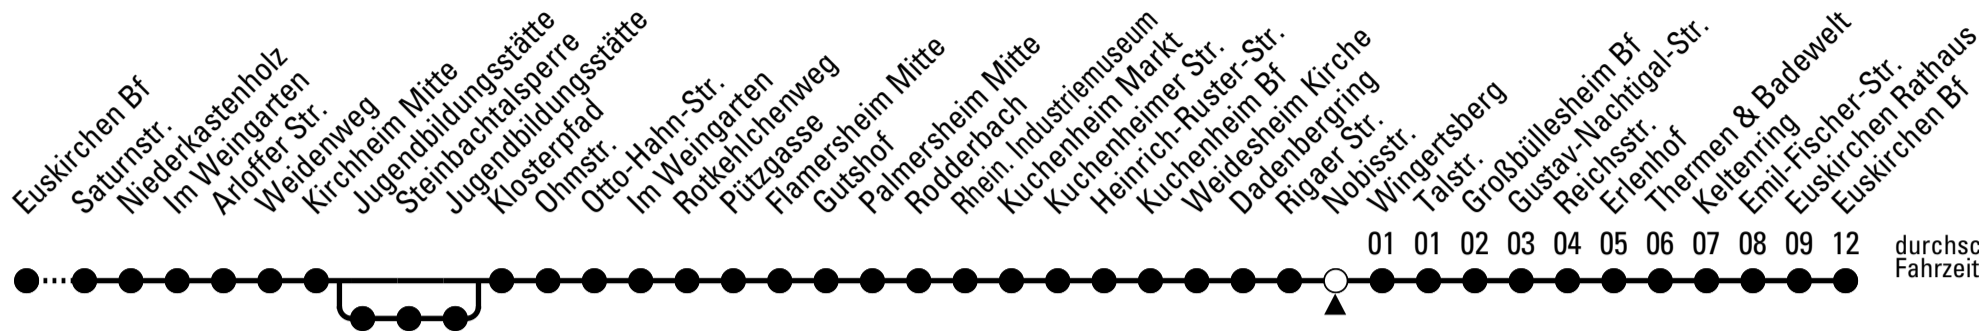 Euskirchen Bf
Saturnstr.
Niederkastenholz
Im Weingarten
Arloffer Str.
Weidenweg
Kirchheim Mitte
Jugendbildungsstätte
Steinbachtalsperre
Jugendbildungsstätte
Klosterpfad
Ohmstr.
Otto-Hahn-Str.
Im Weingarten
Rotkehlchenweg
Pützgasse
Flamersheim Mitte
Gutshof
Palmersheim Mitte
Rodderbach
Rhein. Industriemuseum
Kuchenheim Markt
Kuchenheimer Str.
Heinrich-Ruster-Str.
Kuchenheim Bf
Weidesheim Kirche
Dadenbergring
Rigaer Str.
Nobisstr.
Wingertsberg
Talstr.
Großbüllesheim Bf
Gustav-Nachtigal-Str.
Reichsstr.
Erlenhof
Thermen & Badewelt
Keltenring
Emil-Fischer-Str.
Euskirchen Rathaus
Euskirchen Bf
01 01 02 03 04 05 06 07 08 09 12
durchsc
Fahrzeit